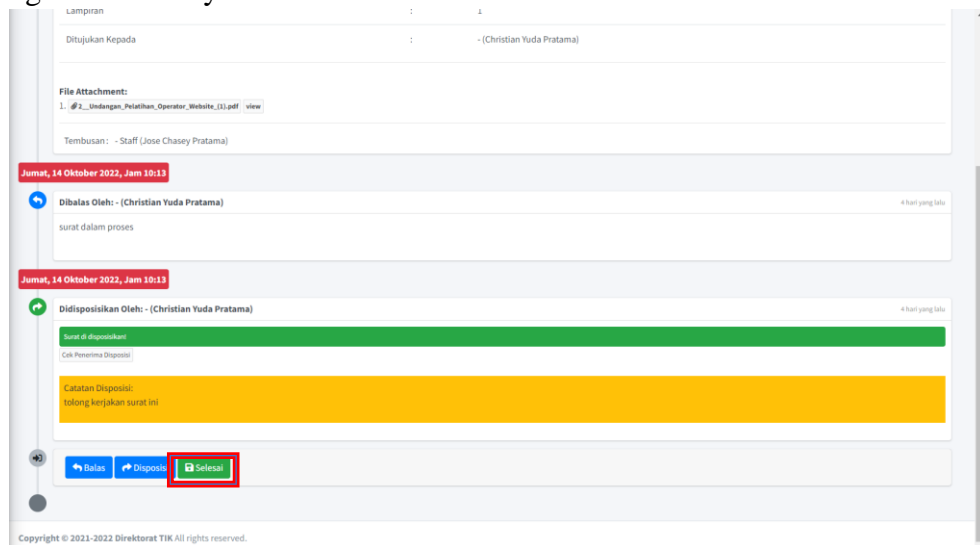 Lampiran : 1
Ditujukan Kepada : - (Christian Yuda Pratama)
File Attachment:
1. 2__Undangan_Pelatihan_Operator_Website_(1).pdf view
Tembusan : - Staff (Jose Chasey Pratama)
Jumat, 14 Oktober 2022, Jam 10:13
Dibalas Oleh: - (Christian Yuda Pratama) 4 hari yang lalu
surat dalam proses
Jumat, 14 Oktober 2022, Jam 10:13
Didisposisikan Oleh: - (Christian Yuda Pratama) 4 hari yang lalu
Surat di disposisikan!
Cek Penerima Disposisi
Catatan Disposisi:
tolong kerjakan surat ini
Balas Disposisi Selesai
Copyright © 2021-2022 Direktorat TIK All rights reserved.